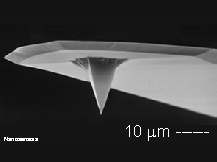 Nanosensors
10 μm -----